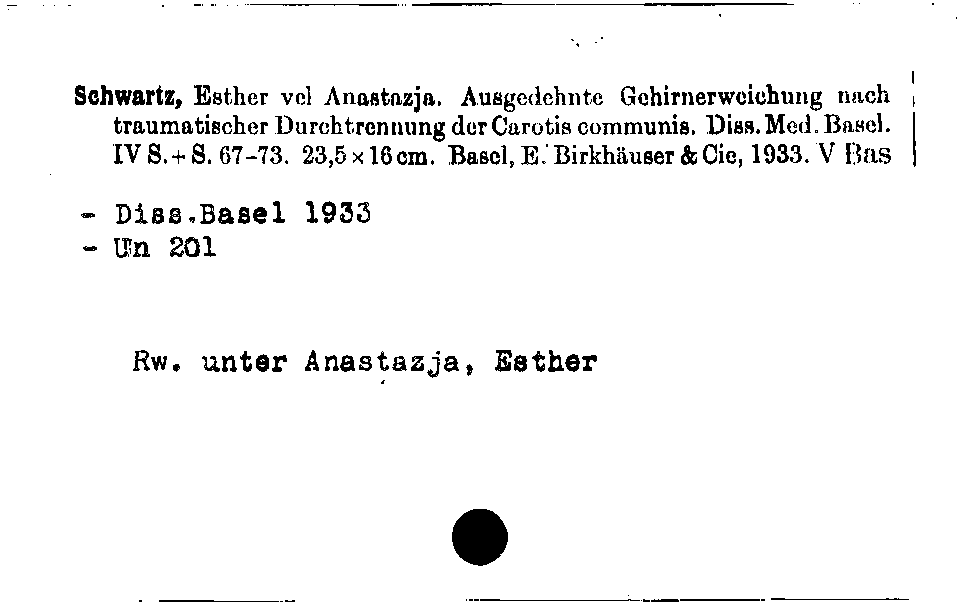 Schwartz, Esther vel Anastazja. Ausgedehnte Gehirnerweichung nach
traumatischer Durchtrennung der Carotis communis. Diss. Med. Basel.
IV S. + S. 67-73. 23,5 × 16 cm. Basel, E. Birkhäuser & Cie, 1933. V Bas
- Diss.Basel 1933
- Un 201
Rw. unter Anastazja, Esther